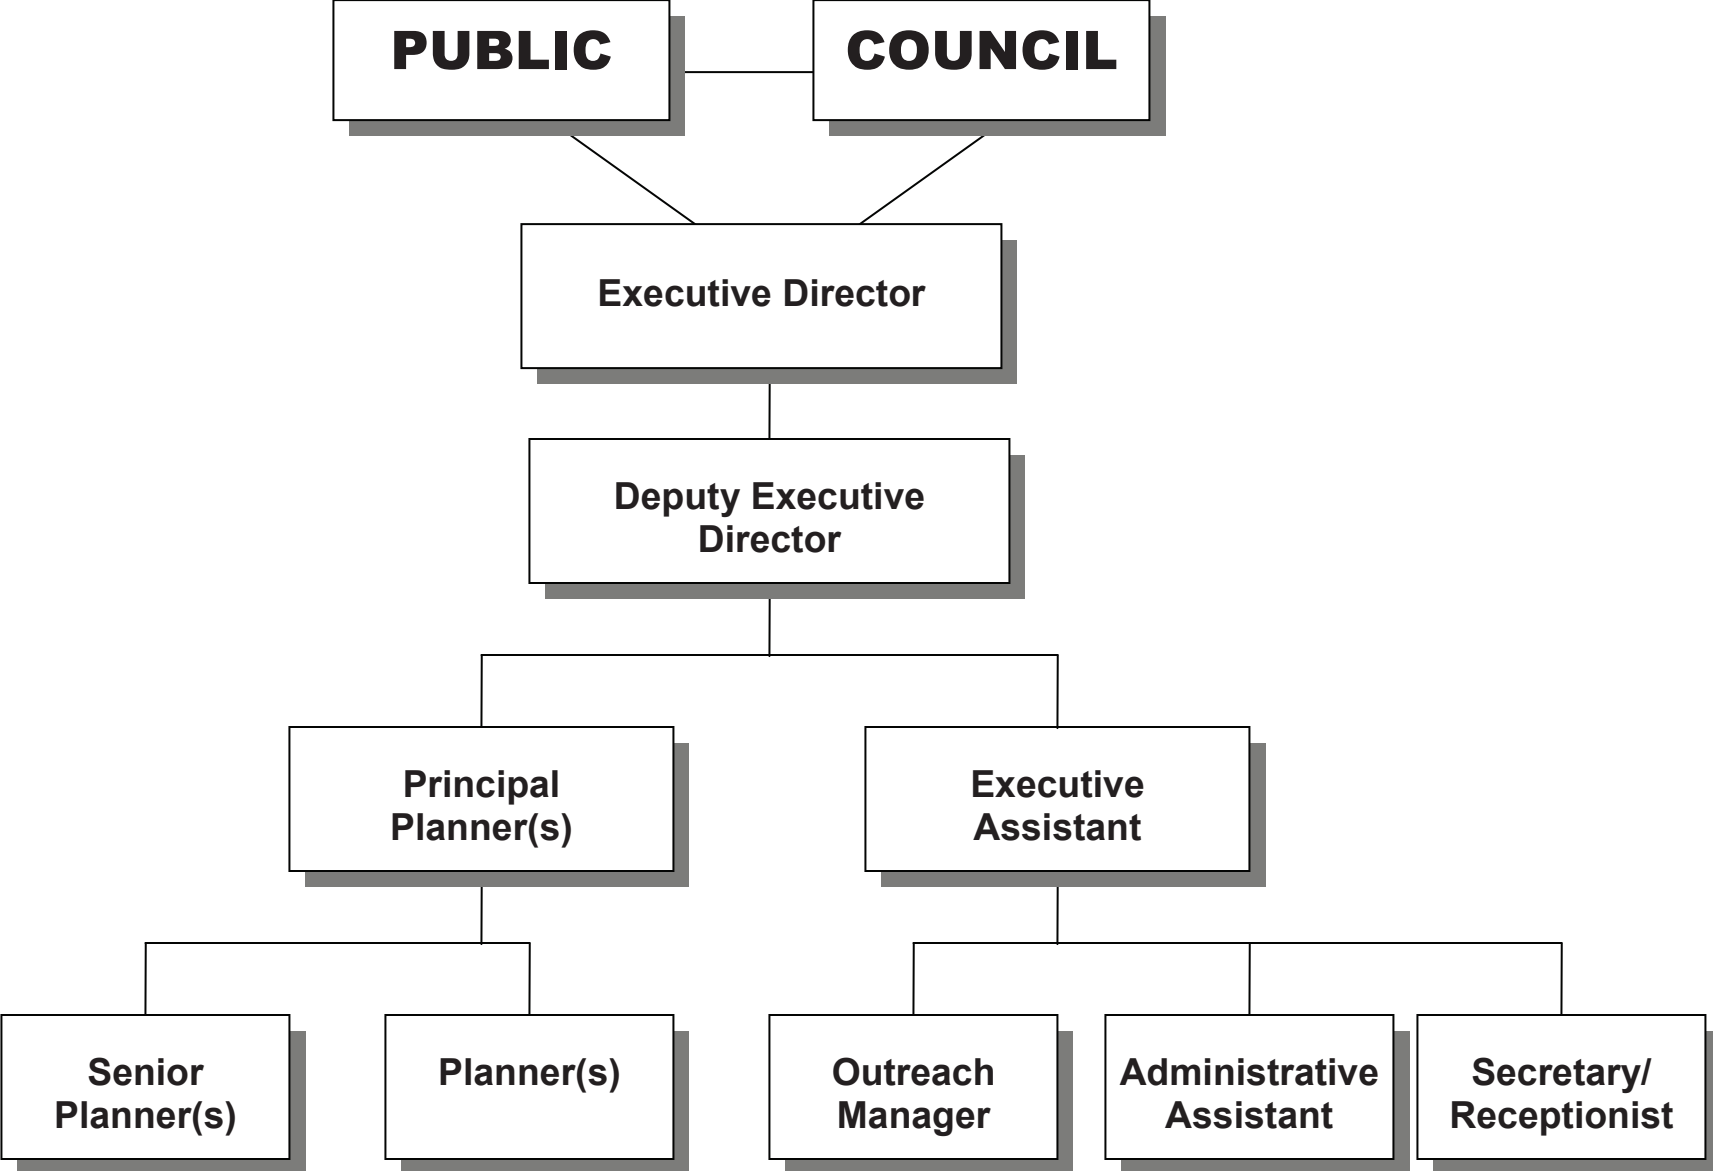 PUBLIC
COUNCIL
Executive Director
Deputy Executive
Director
Principal
Planner(s)
Executive
Assistant
Senior
Planner(s)
Planner(s)
Outreach
Manager
Administrative
Assistant
Secretary/
Receptionist